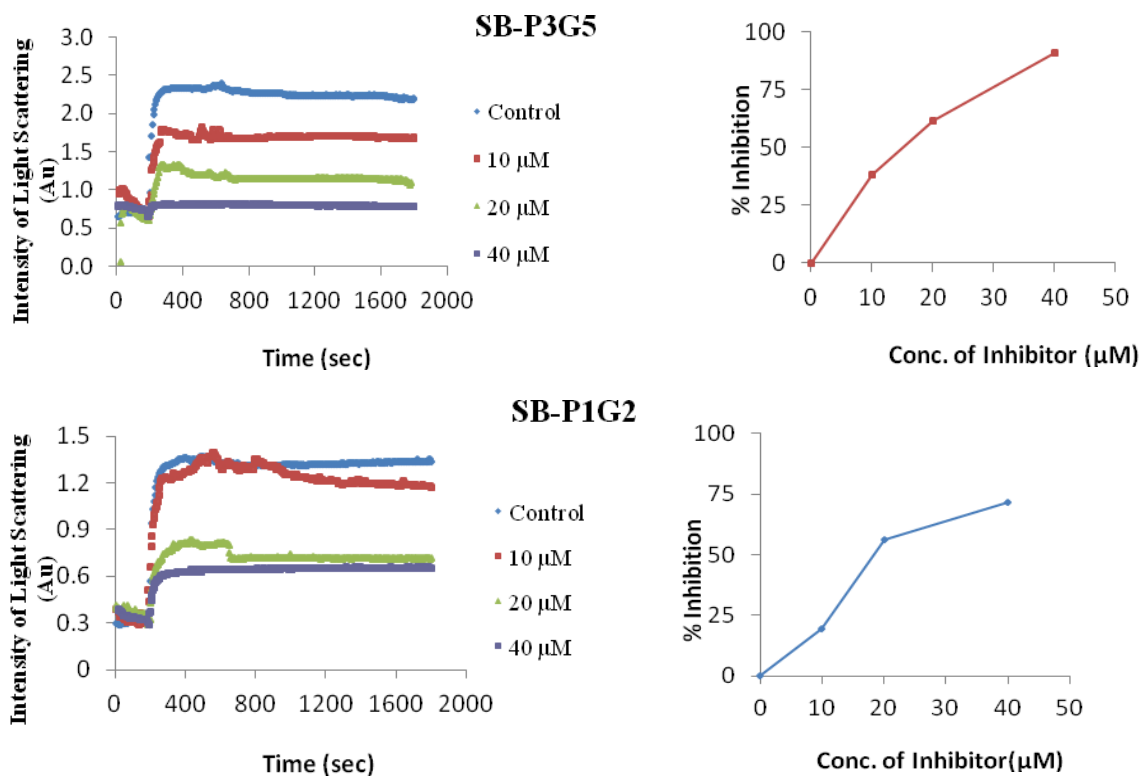 SB-P3G5
Intensity of Light Scattering
(Au)
3.0
2.5
2.0
1.5
1.0
0.5
0.0
0 400 800 1200 1600 2000
Time (sec)
Control
10 µM
20 µM
40 µM
% Inhibition
100
75
50
25
0
0 10 20 30 40 50
Conc. of Inhibitor (µM)
SB-P1G2
Intensity of Light Scattering
(Au)
1.5
1.2
0.9
0.6
0.3
0
0 400 800 1200 1600 2000
Time (sec)
Control
10 µM
20 µM
40 µM
% Inhibition
100
75
50
25
0
0 10 20 30 40 50
Conc. of Inhibitor(µM)